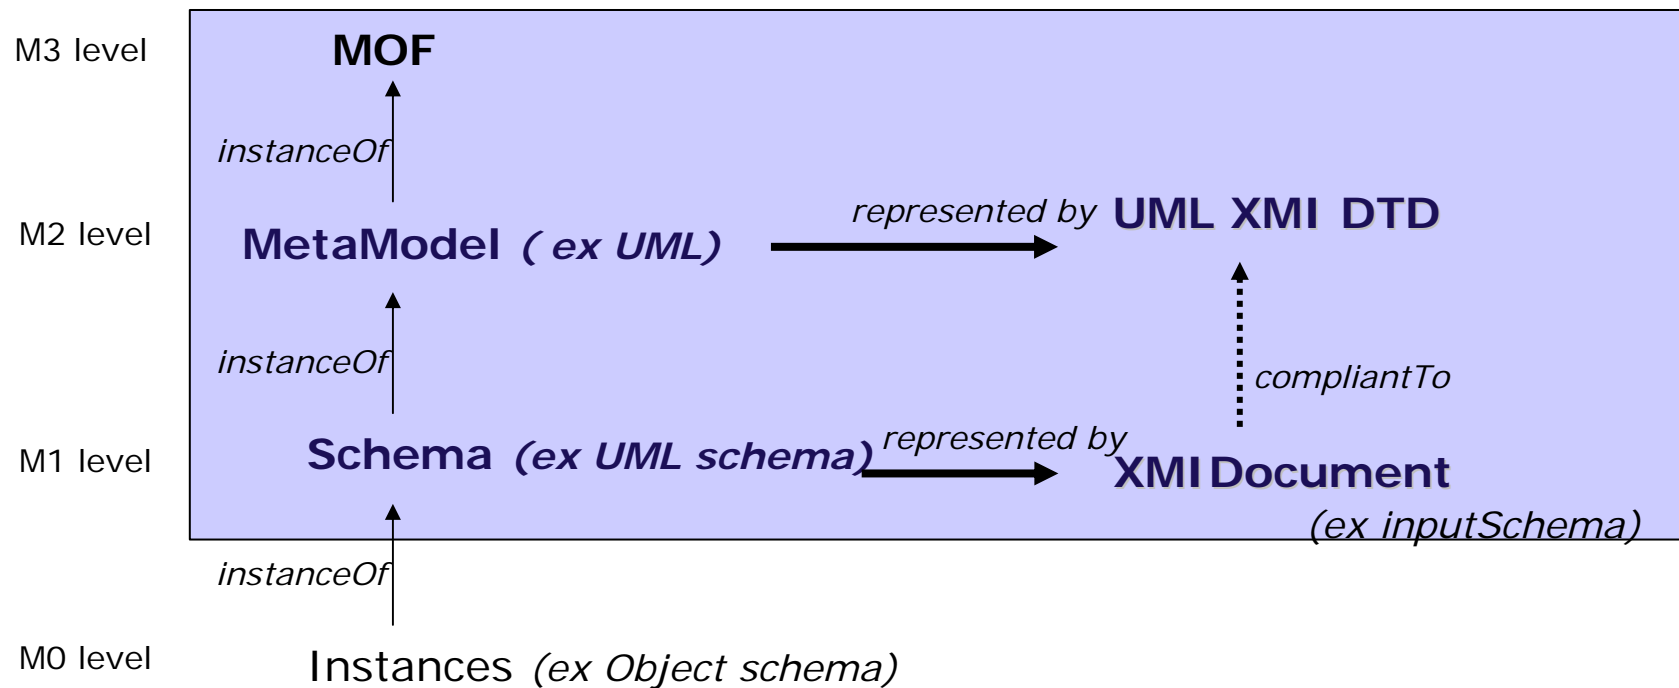 M3 level
MOF
instanceOf
M2 level
MetaModel ( ex UML)
represented by
UML XMI DTD
instanceOf
compliantTo
M1 level
Schema (ex UML schema)
represented by
XMI Document
(ex inputSchema)
instanceOf
M0 level
Instances (ex Object schema)